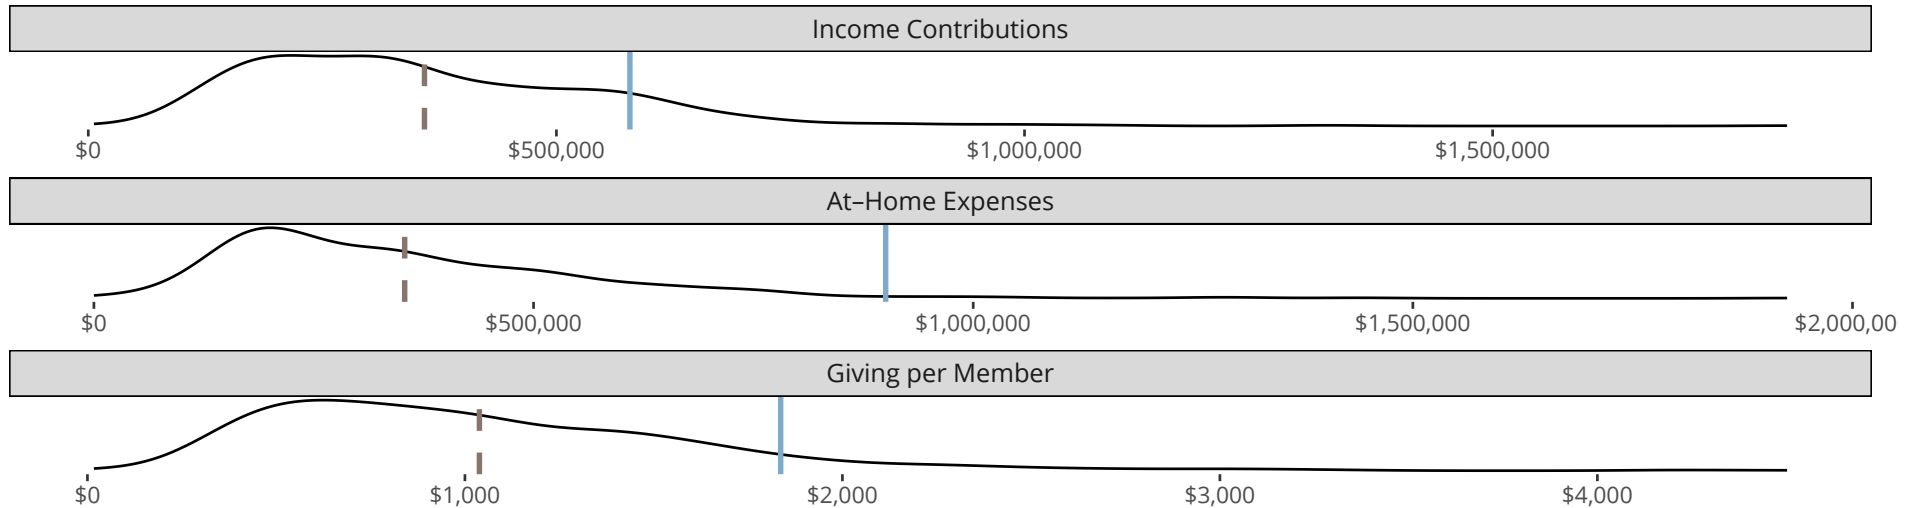 Income Contributions
$0 $500,000 $1,000,000 $1,500,000
At–Home Expenses
$0 $500,000 $1,000,000 $1,500,000 $2,000,00
Giving per Member
$0 $1,000 $2,000 $3,000 $4,000